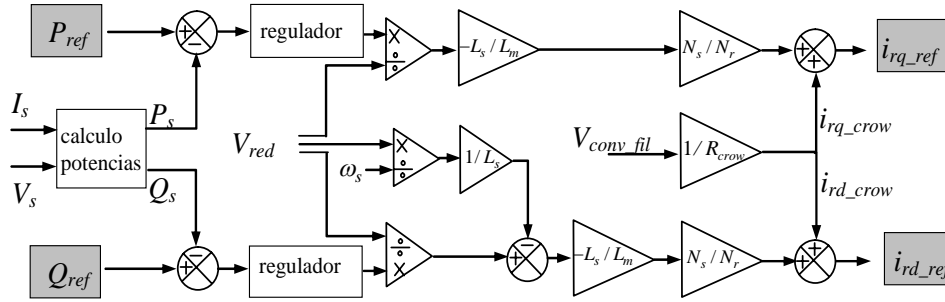 P_ref
regulador
−L_s / L_m
N_s / N_r
i_rq_ref
I_s
calculo
potencias
P_s
V_red
V_conv_fil
1/ R_crow
i_rq_crow
V_s
Q_s
ω_s
1/ L_s
i_rd_crow
Q_ref
regulador
−L_s / L_m
N_s / N_r
i_rd_ref